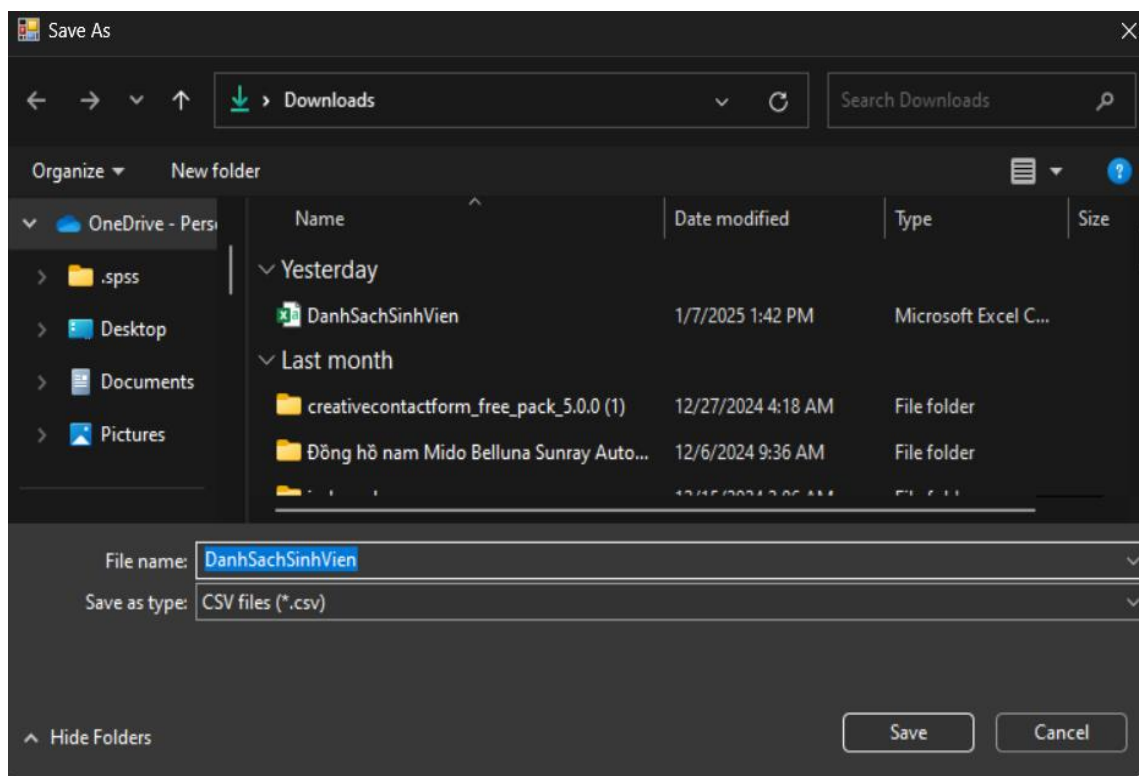 Save As
Downloads
Search Downloads
Organize New folder
OneDrive - Pers
Name Date modified Type Size
Yesterday
.spss
DanhSachSinhVien 1/7/2025 1:42 PM Microsoft Excel C...
Desktop
Last month
Documents
creativecontactform_free_pack_5.0.0 (1) 12/27/2024 4:18 AM File folder
Pictures
Đồng hồ nam Mido Belluna Sunray Auto... 12/6/2024 9:36 AM File folder
File name: DanhSachSinhVien
Save as type: CSV files (*.csv)
Hide Folders
Save Cancel